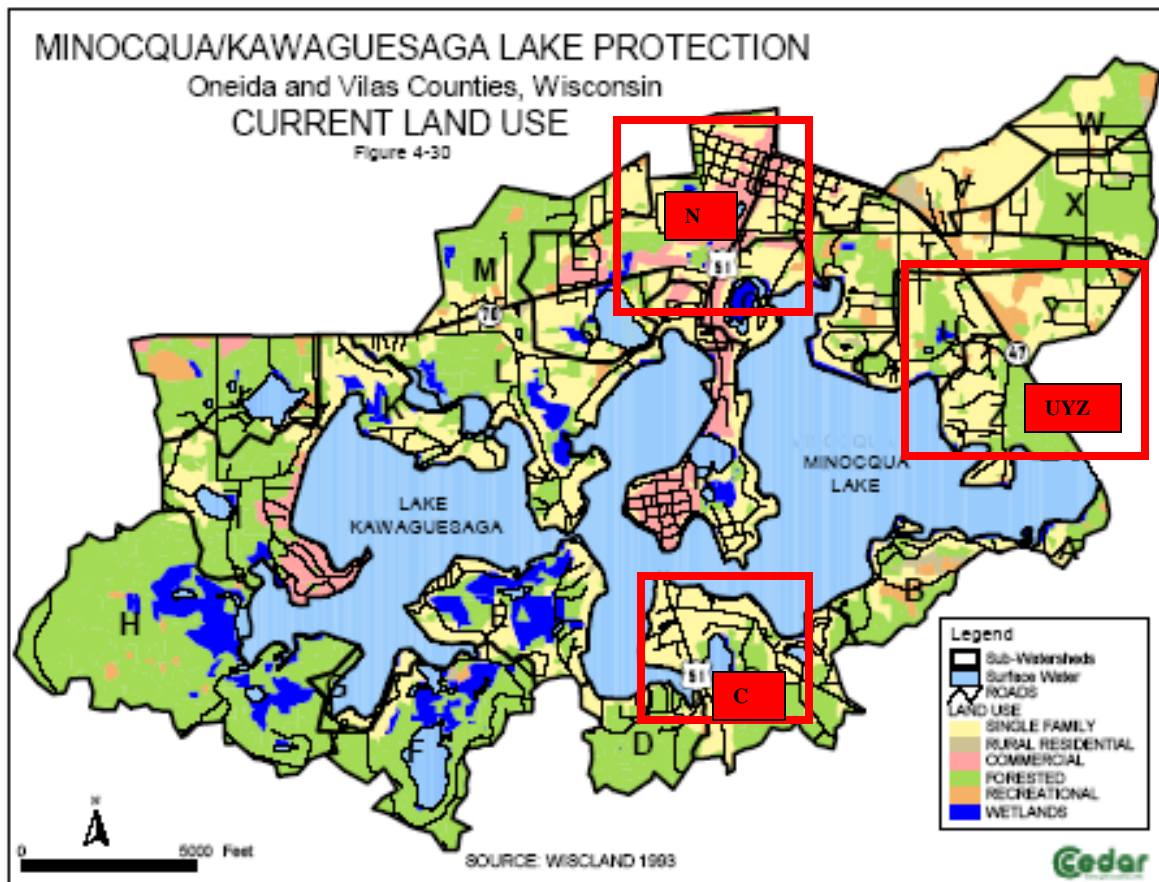 MINOCQUA/KAWAGUESAGA LAKE PROTECTION
Oneida and Vilas Counties, Wisconsin
CURRENT LAND USE
Figure 4-30
W
V
X
N
M
51
70
U
47
UYZ
L
MINOCQUA
LAKE
LAKE
KAWAGUESAGA
I
H
E
B
51
C
D
F
Legend
Sub-Watersheds
Surface Water
ROADS
LAND USE
SINGLE FAMILY
RURAL RESIDENTIAL
COMMERCIAL
FORESTED
RECREATIONAL
WETLANDS
N
0 5000 Feet
SOURCE: WISCLAND 1993
Cedar